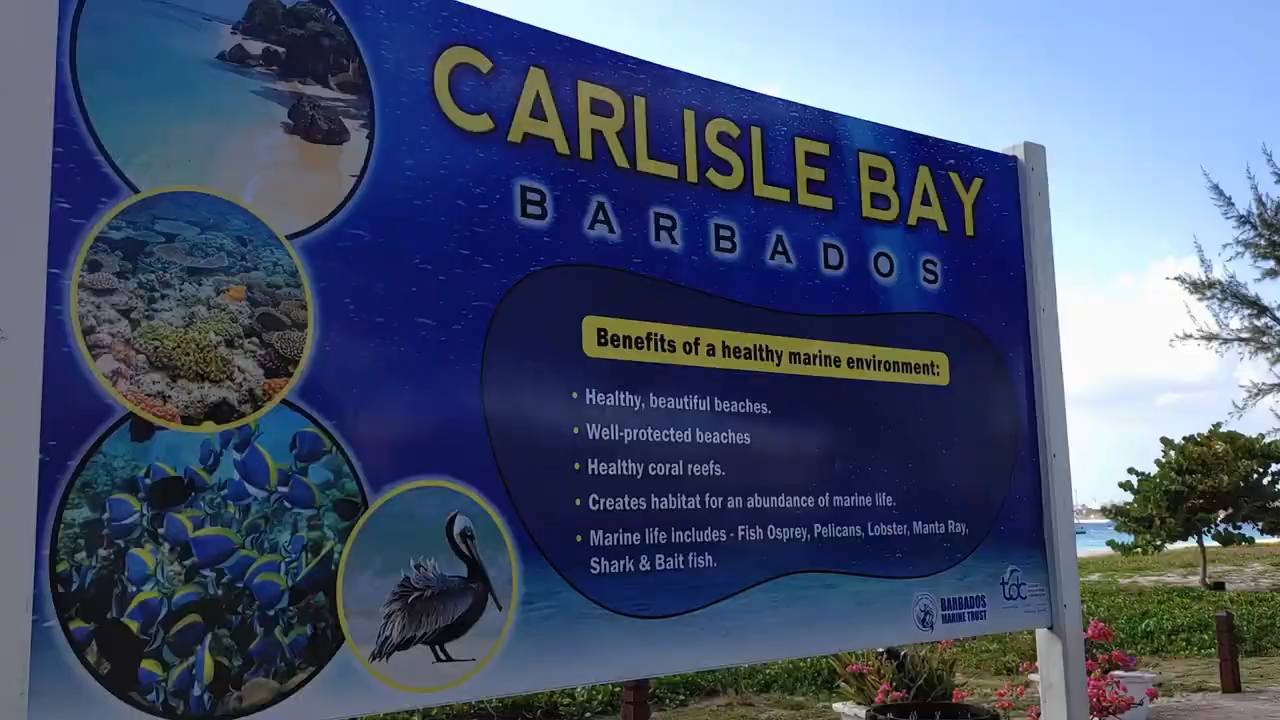 CARLISLE BAY
BARBADOS
Benefits of a healthy marine environment:
• Healthy, beautiful beaches.
• Well-protected beaches
• Healthy coral reefs.
• Creates habitat for an abundance of marine life.
• Marine life includes - Fish Osprey, Pelicans, Lobster, Manta Ray,
Shark & Bait fish.
BARBADOS
MARINE TRUST
tdc